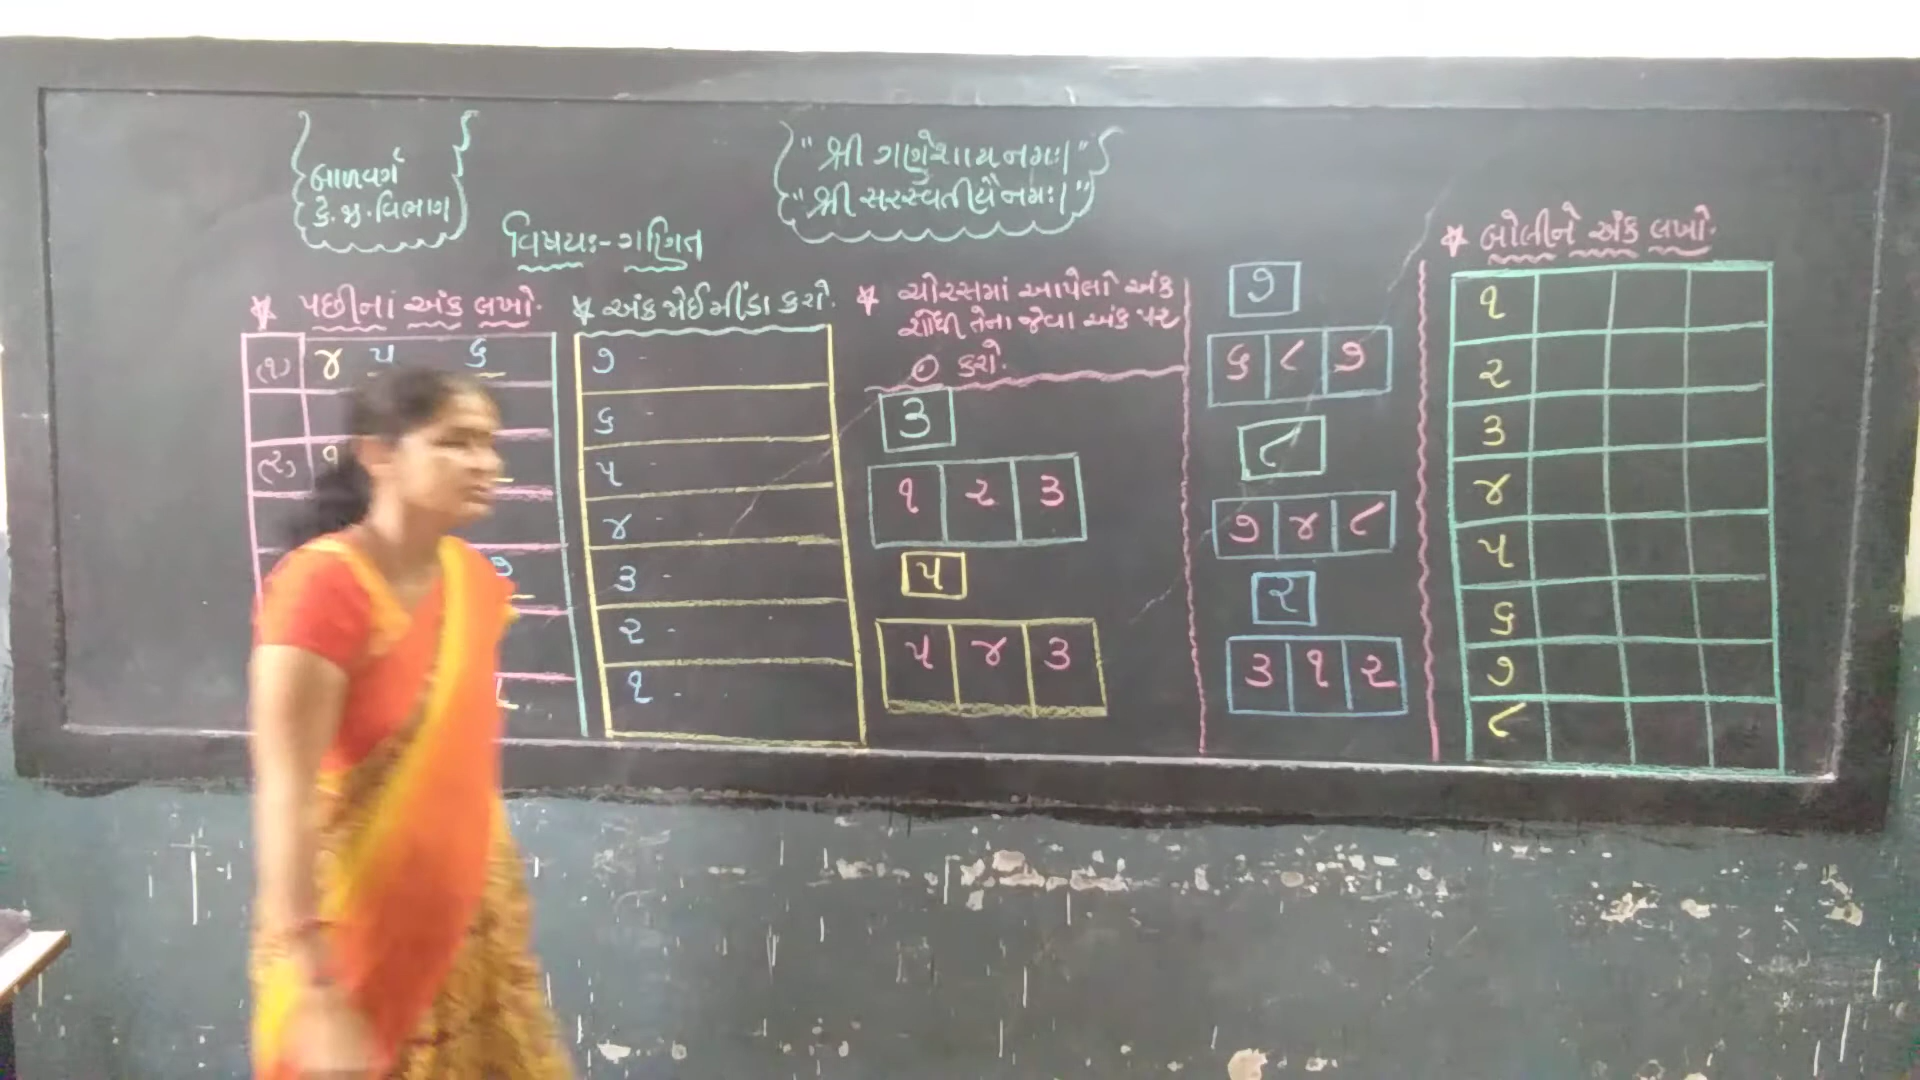 બાળવર્ગ
કે.જી.વિભાગ
"શ્રી ગણેશાય નમઃ।"
"શ્રી સરસ્વતીયૈ નમઃ।"
વિષયઃ- ગણિત
* પછીનાં અંક લખો.
(૧) ૪ ૫ ૬
(૨) ૧
૭
* અંક જોઈ મીંડા કરો.
૭ -
૬ -
૫ -
૪ -
૩ -
૨ -
૧ -
* ચોરસમાં આપેલો અંક
શોધી તેના જેવા અંક પર
કરો.
૩
૧ ૨ ૩
૫
૫ ૪ ૩
૭
૬ ૮ ૭
૮
૭ ૪ ૮
૨
૩ ૧ ૨
* બોલીને અંક લખો.
૧
૨
૩
૪
૫
૬
૭
૮